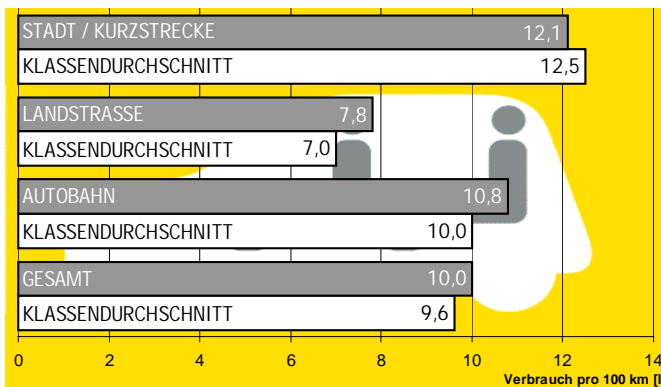 STADT / KURZSTRECKE 12,1
KLASSENDURCHSCHNITT 12,5
LANDSTRASSE 7,8
KLASSENDURCHSCHNITT 7,0
AUTOBAHN 10,8
KLASSENDURCHSCHNITT 10,0
GESAMT 10,0
KLASSENDURCHSCHNITT 9,6
0 2 4 6 8 10 12 14
Verbrauch pro 100 km [l